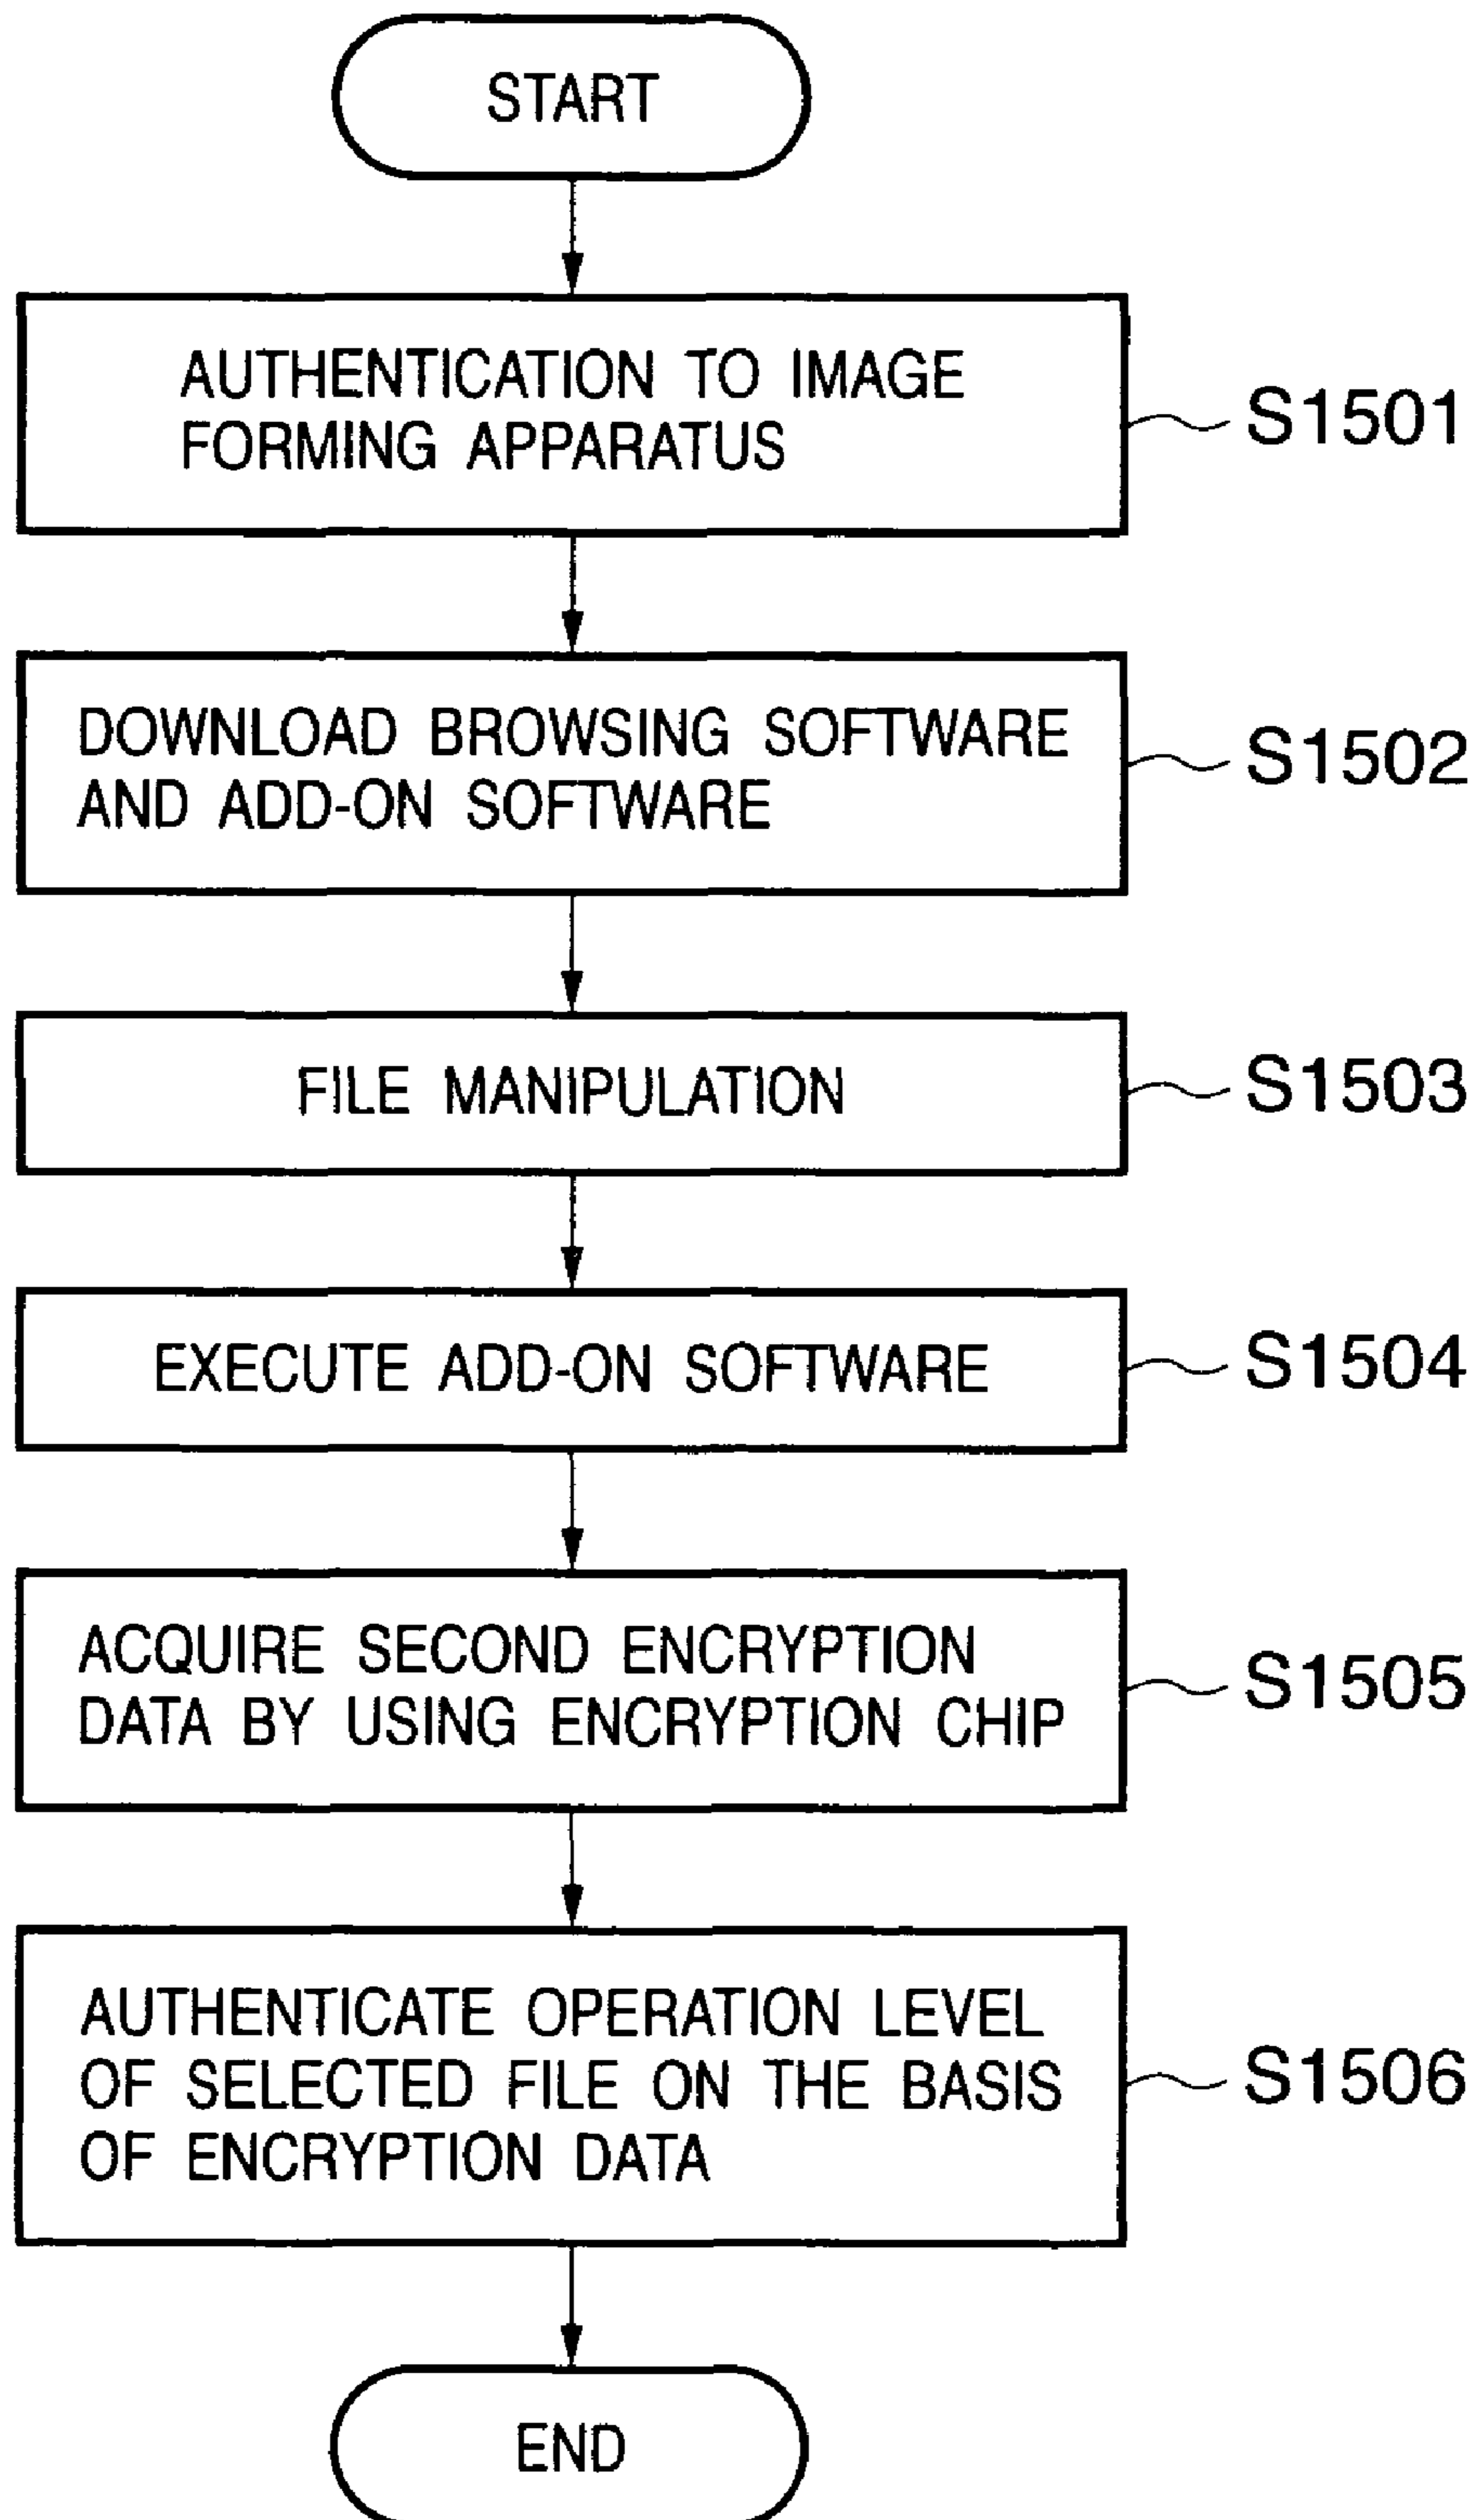 START
AUTHENTICATION TO IMAGE
FORMING APPARATUS
S1501
DOWNLOAD BROWSING SOFTWARE
AND ADD-ON SOFTWARE
S1502
FILE MANIPULATION
S1503
EXECUTE ADD-ON SOFTWARE
S1504
ACQUIRE SECOND ENCRYPTION
DATA BY USING ENCRYPTION CHIP
S1505
AUTHENTICATE OPERATION LEVEL
OF SELECTED FILE ON THE BASIS
OF ENCRYPTION DATA
S1506
END